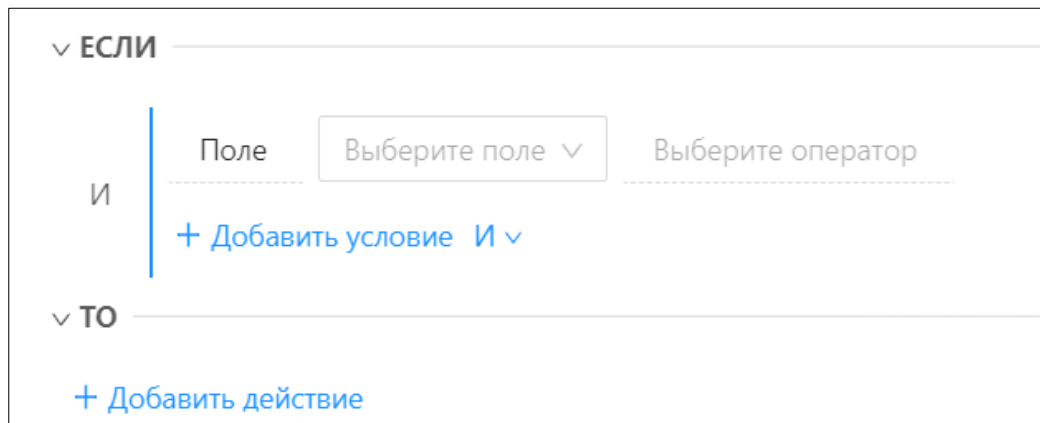 ЕСЛИ
Поле Выберите поле Выберите оператор
И
+ Добавить условие И
ТО
+ Добавить действие